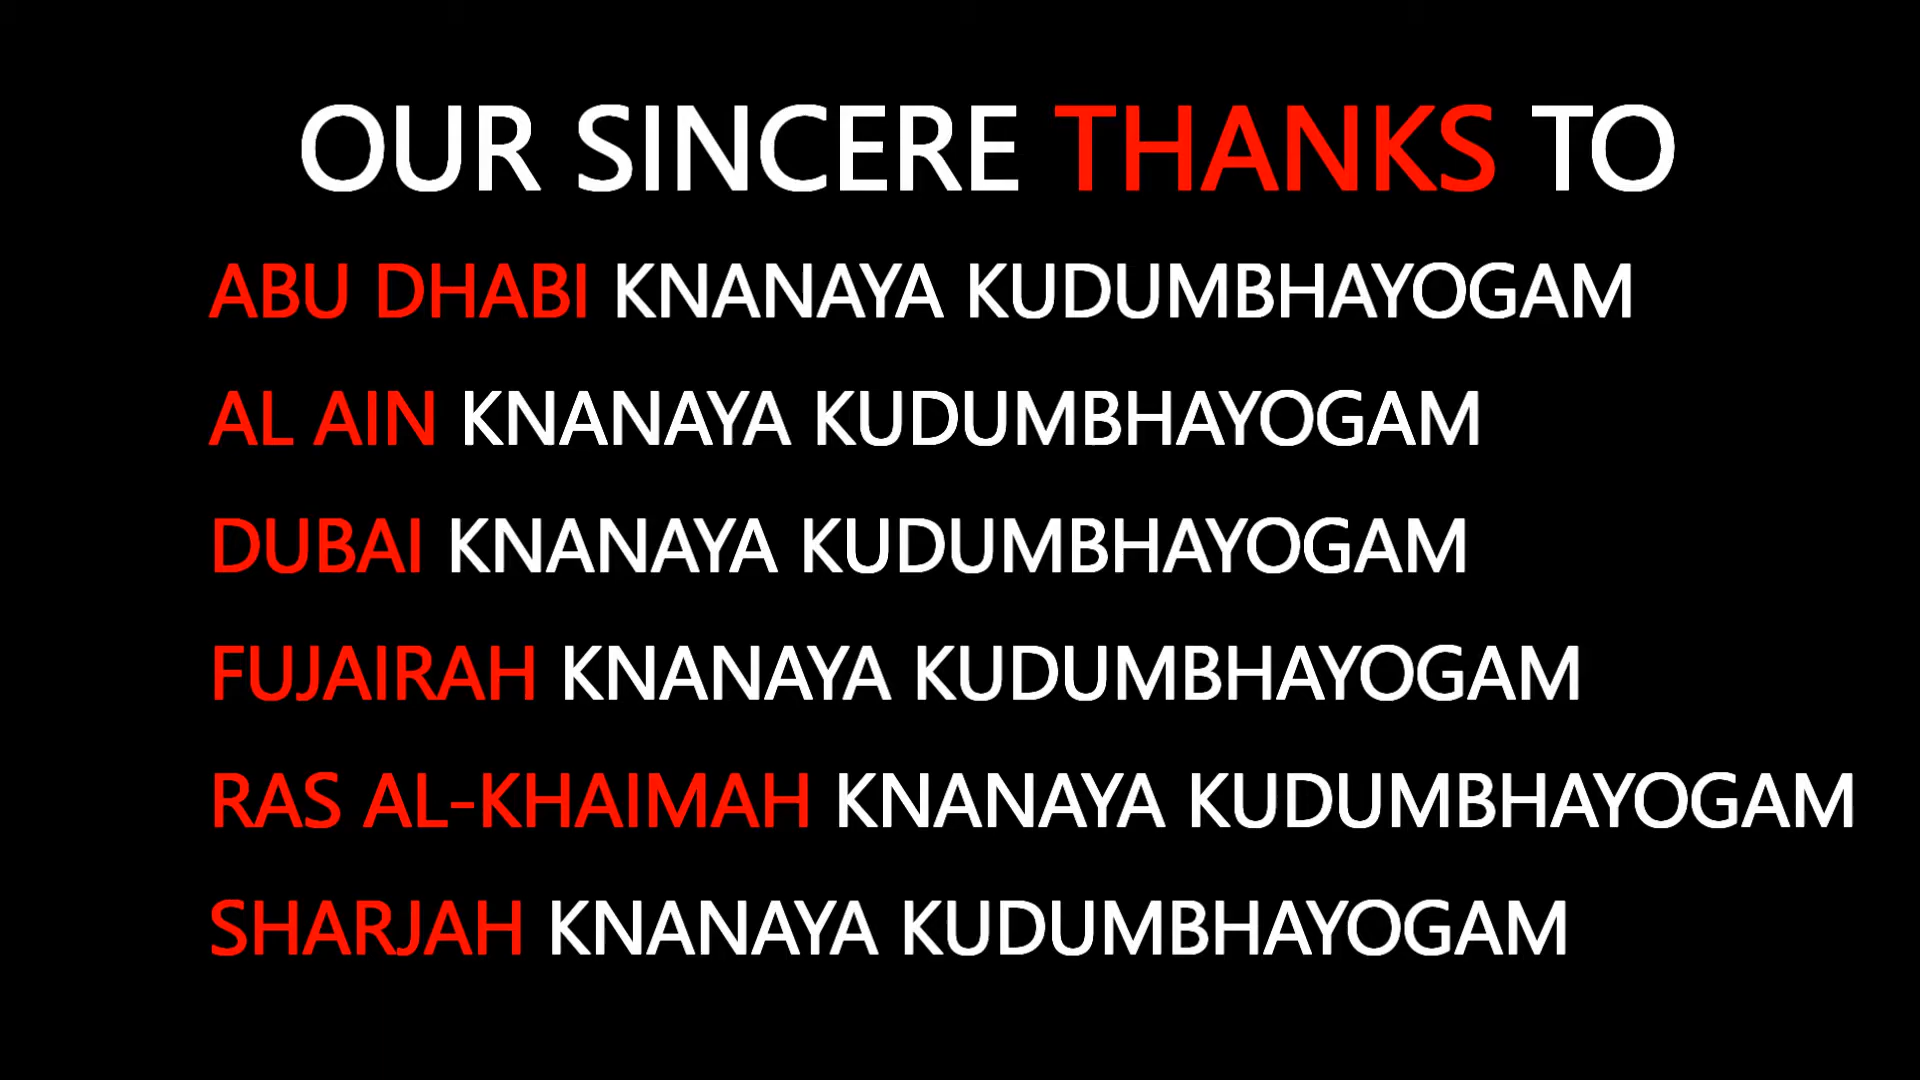 OUR SINCERE THANKS TO
ABU DHABI KNANAYA KUDUMBHAYOGAM
AL AIN KNANAYA KUDUMBHAYOGAM
DUBAI KNANAYA KUDUMBHAYOGAM
FUJAIRAH KNANAYA KUDUMBHAYOGAM
RAS AL-KHAIMAH KNANAYA KUDUMBHAYOGAM
SHARJAH KNANAYA KUDUMBHAYOGAM